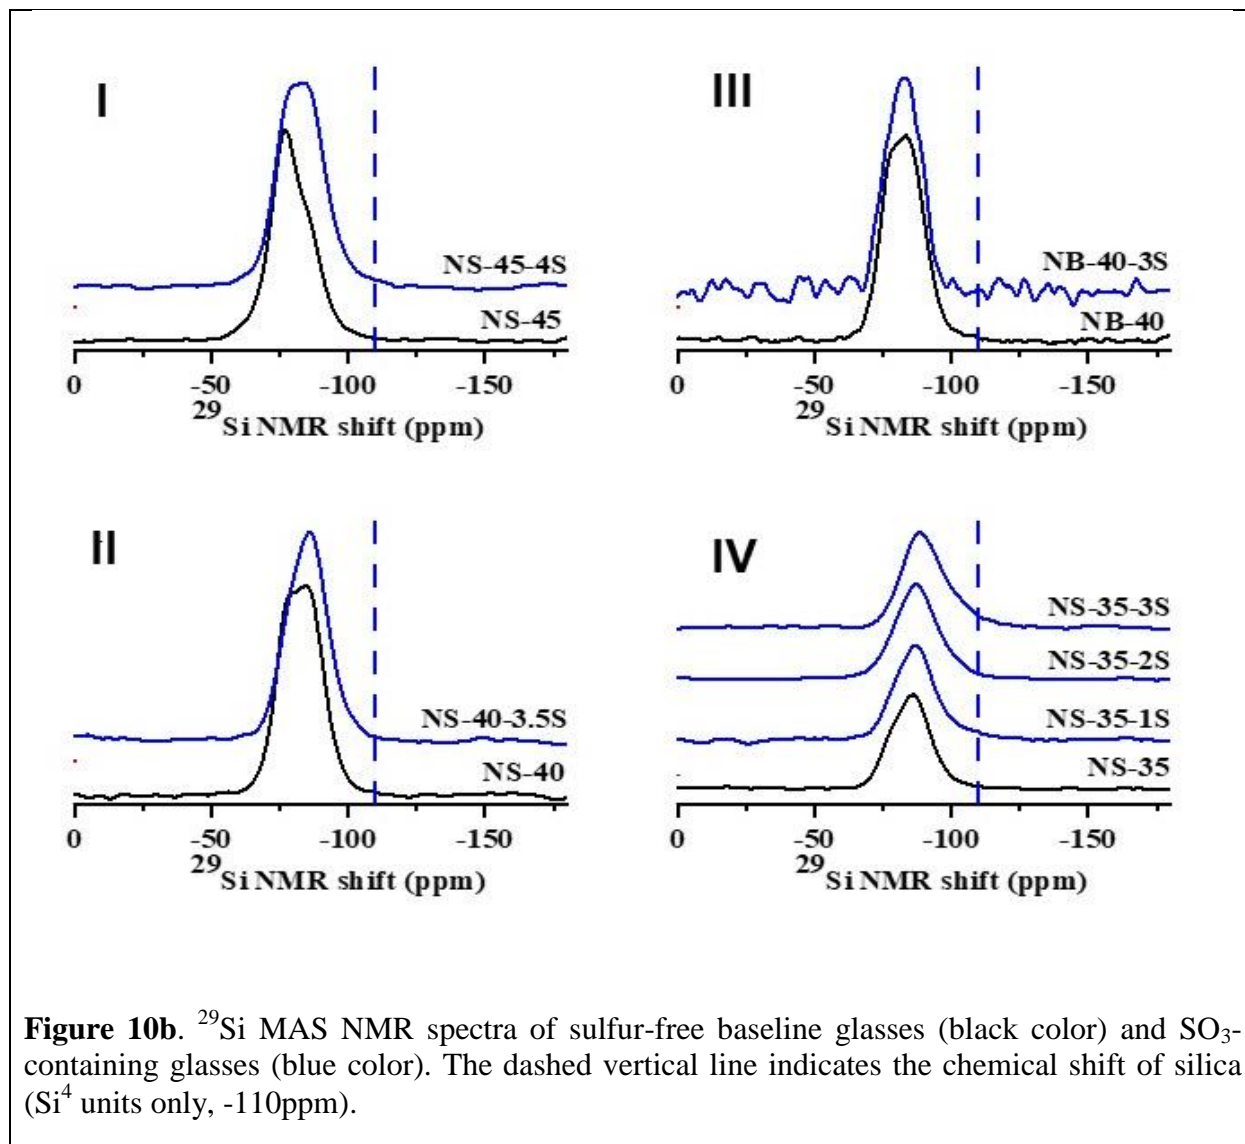 I
NS-45-4S
NS-45
0 -50 -100 -150
²⁹Si NMR shift (ppm)
III
NB-40-3S
NB-40
0 -50 -100 -150
²⁹Si NMR shift (ppm)
II
NS-40-3.5S
NS-40
0 -50 -100 -150
²⁹Si NMR shift (ppm)
IV
NS-35-3S
NS-35-2S
NS-35-1S
NS-35
0 -50 -100 -150
²⁹Si NMR shift (ppm)
Figure 10b. ²⁹Si MAS NMR spectra of sulfur-free baseline glasses (black color) and SO₃-
containing glasses (blue color). The dashed vertical line indicates the chemical shift of silica
(Si⁴ units only, -110ppm).